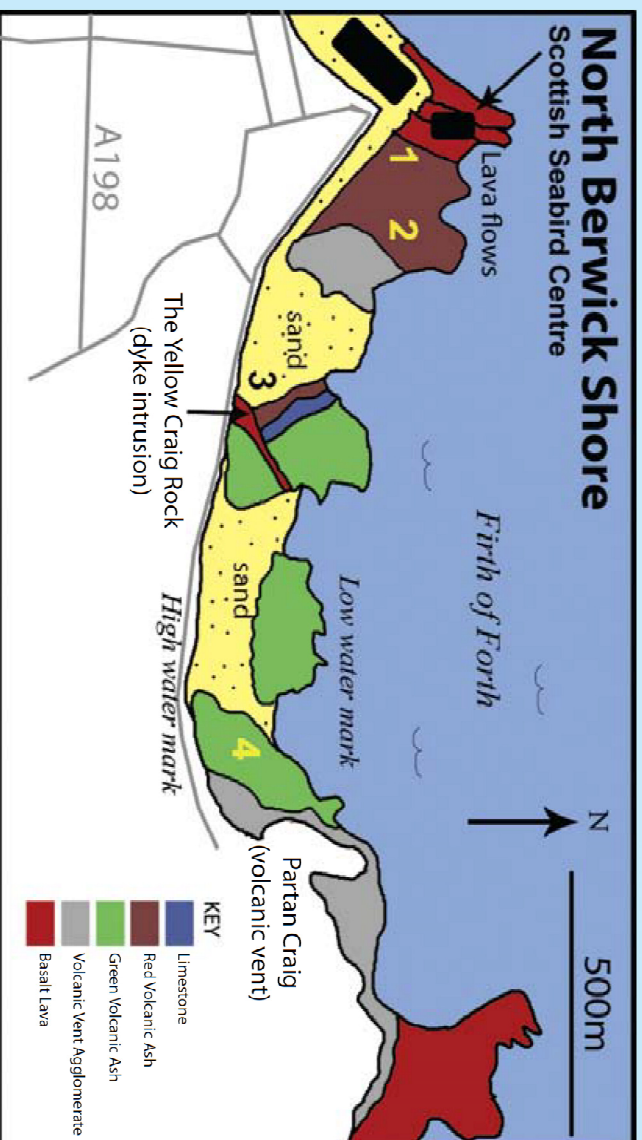 North Berwick Shore
Scottish Seabird Centre
Lava flows
1
2
A198
sand
3
The Yellow Craig Rock
(dyke intrusion)
Firth of Forth
Low water mark
sand
High water mark
4
N
500m
Partan Craig
(volcanic vent)
KEY
Limestone
Red Volcanic Ash
Green Volcanic Ash
Volcanic Vent Agglomerate
Basalt Lava